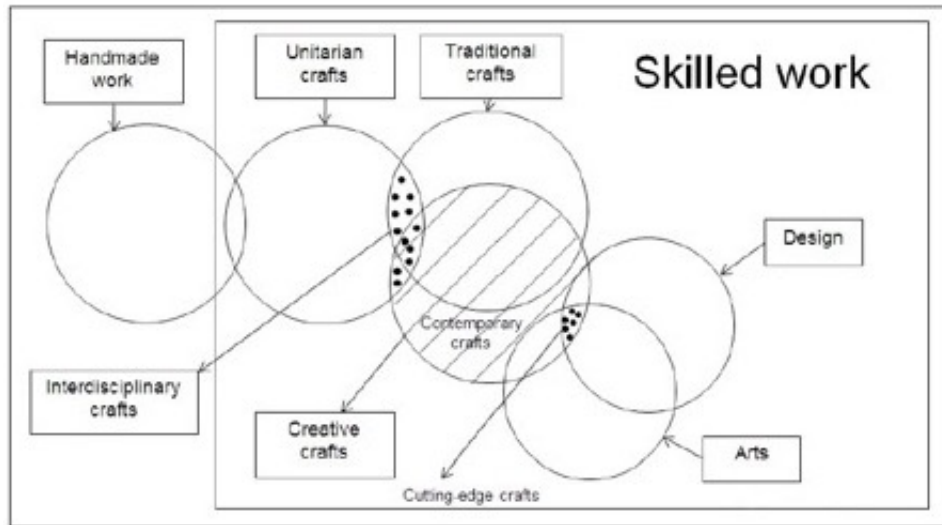 Handmade
work
Unitarian
crafts
Traditional
crafts
Skilled work
Design
Contemporary
crafts
Interdisciplinary
crafts
Creative
crafts
Arts
Cutting-edge crafts